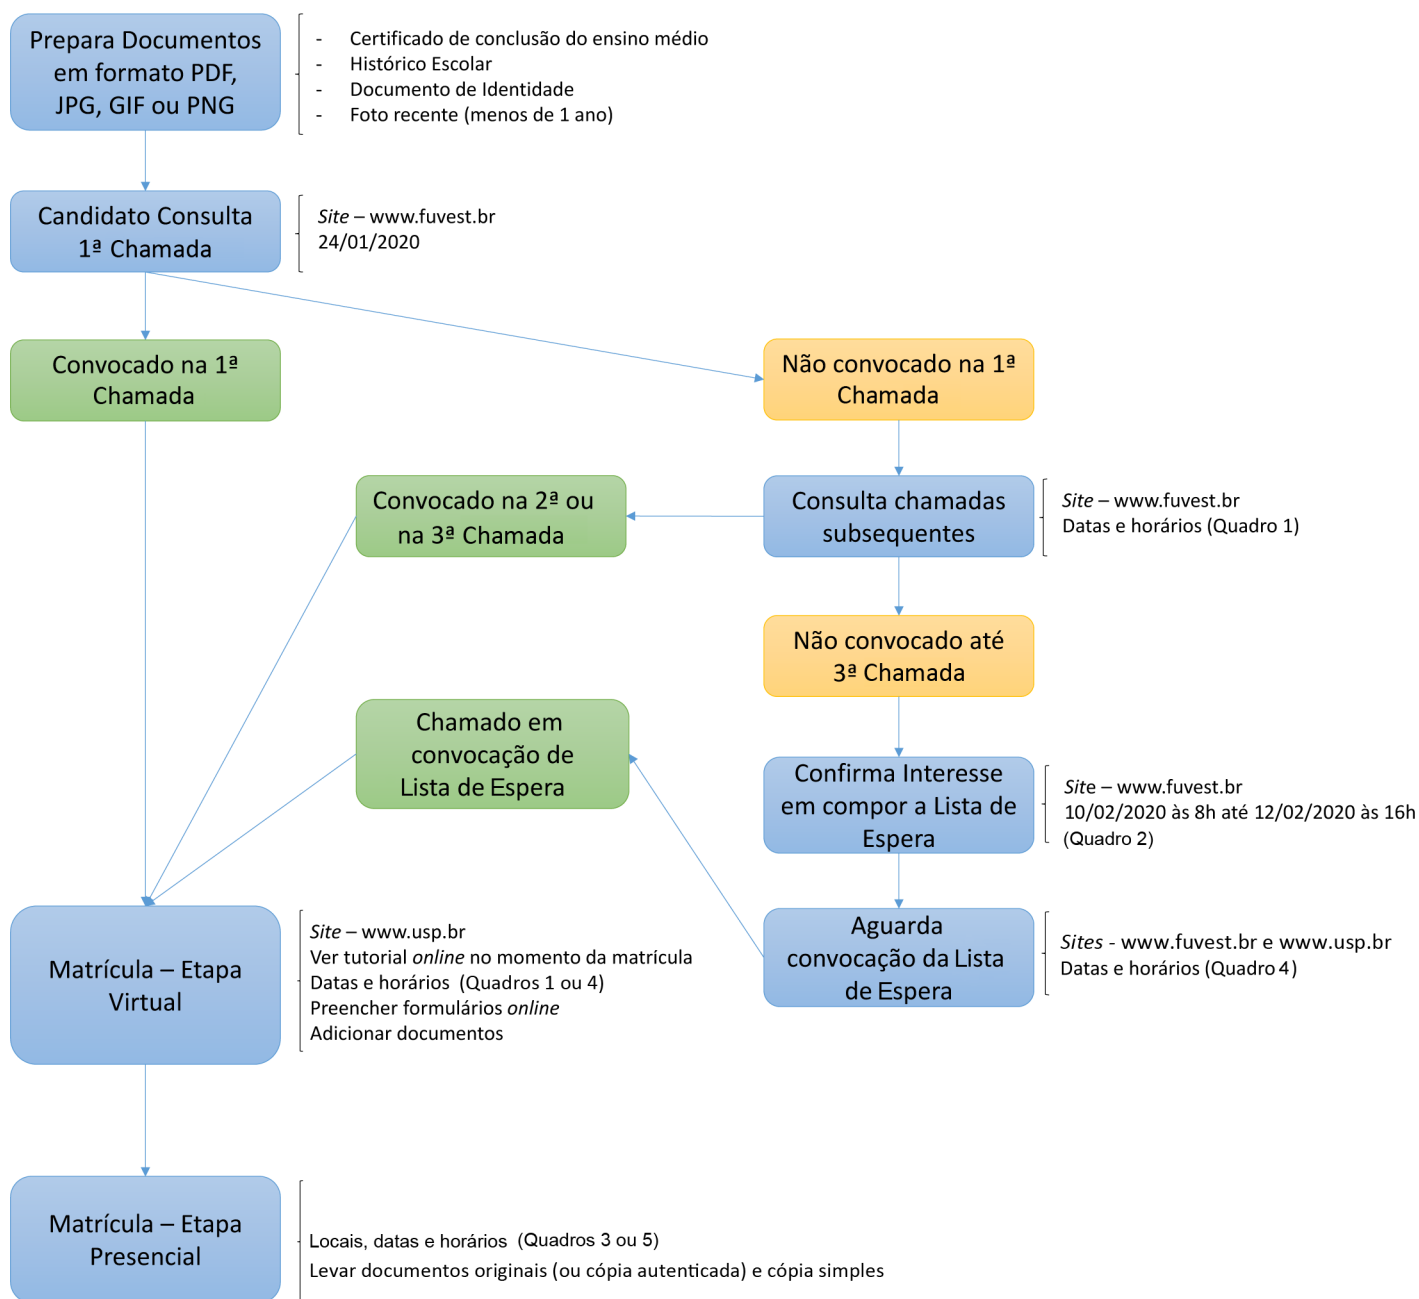 Prepara Documentos
em formato PDF,
JPG, GIF ou PNG
- Certificado de conclusão do ensino médio
- Histórico Escolar
- Documento de Identidade
- Foto recente (menos de 1 ano)
Candidato Consulta
1ª Chamada
Site – www.fuvest.br
24/01/2020
Convocado na 1ª
Chamada
Não convocado na 1ª
Chamada
Convocado na 2ª ou
na 3ª Chamada
Consulta chamadas
subsequentes
Site – www.fuvest.br
Datas e horários (Quadro 1)
Não convocado até
3ª Chamada
Chamado em
convocação de
Lista de Espera
Confirma Interesse
em compor a Lista de
Espera
Site – www.fuvest.br
10/02/2020 às 8h até 12/02/2020 às 16h
(Quadro 2)
Matrícula – Etapa
Virtual
Site – www.usp.br
Ver tutorial online no momento da matrícula
Datas e horários (Quadros 1 ou 4)
Preencher formulários online
Adicionar documentos
Aguarda
convocação da Lista
de Espera
Sites - www.fuvest.br e www.usp.br
Datas e horários (Quadro 4)
Matrícula – Etapa
Presencial
Locais, datas e horários (Quadros 3 ou 5)
Levar documentos originais (ou cópia autenticada) e cópia simples